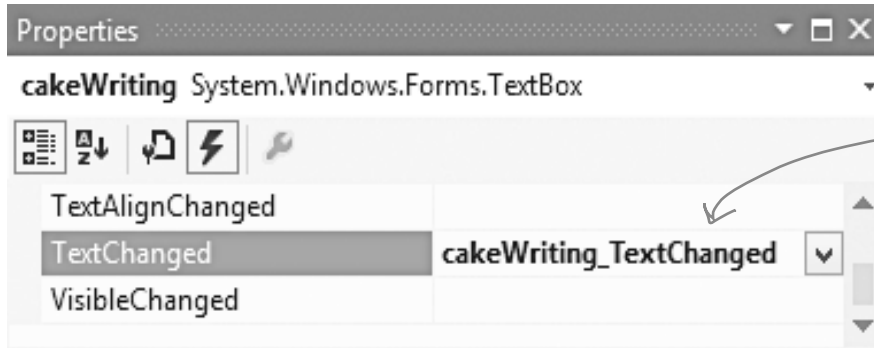 Properties
cakeWriting System.Windows.Forms.TextBox
TextAlignChanged
TextChanged cakeWriting_TextChanged
VisibleChanged